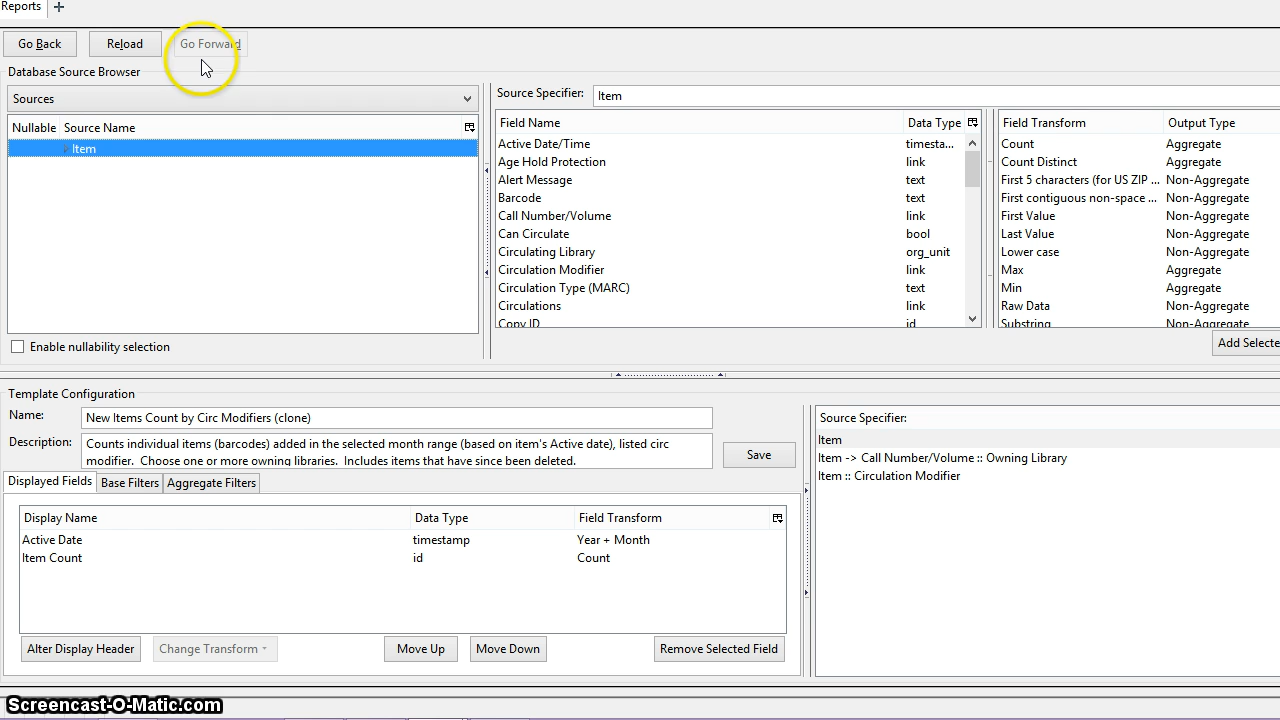 Reports +
Go Back Reload Go Forward
Database Source Browser
Sources
Nullable Source Name
Item
Enable nullability selection
Source Specifier: Item
Field Name Data Type
Active Date/Time timesta...
Age Hold Protection link
Alert Message text
Barcode text
Call Number/Volume link
Can Circulate bool
Circulating Library org_unit
Circulation Modifier link
Circulation Type (MARC) text
Circulations link
Copy ID id
Field Transform Output Type
Count Aggregate
Count Distinct Aggregate
First 5 characters (for US ZIP ... Non-Aggregate
First contiguous non-space ... Non-Aggregate
First Value Non-Aggregate
Last Value Non-Aggregate
Lower case Non-Aggregate
Max Aggregate
Min Aggregate
Raw Data Non-Aggregate
Substring Non-Aggregate
Add Selecte
Template Configuration
Name: New Items Count by Circ Modifiers (clone)
Description: Counts individual items (barcodes) added in the selected month range (based on item's Active date), listed circ
modifier. Choose one or more owning libraries. Includes items that have since been deleted.
Save
Displayed Fields Base Filters Aggregate Filters
Display Name Data Type Field Transform
Active Date timestamp Year + Month
Item Count id Count
Alter Display Header Change Transform Move Up Move Down Remove Selected Field
Source Specifier:
Item
Item -> Call Number/Volume :: Owning Library
Item :: Circulation Modifier
Screencast-O-Matic.com